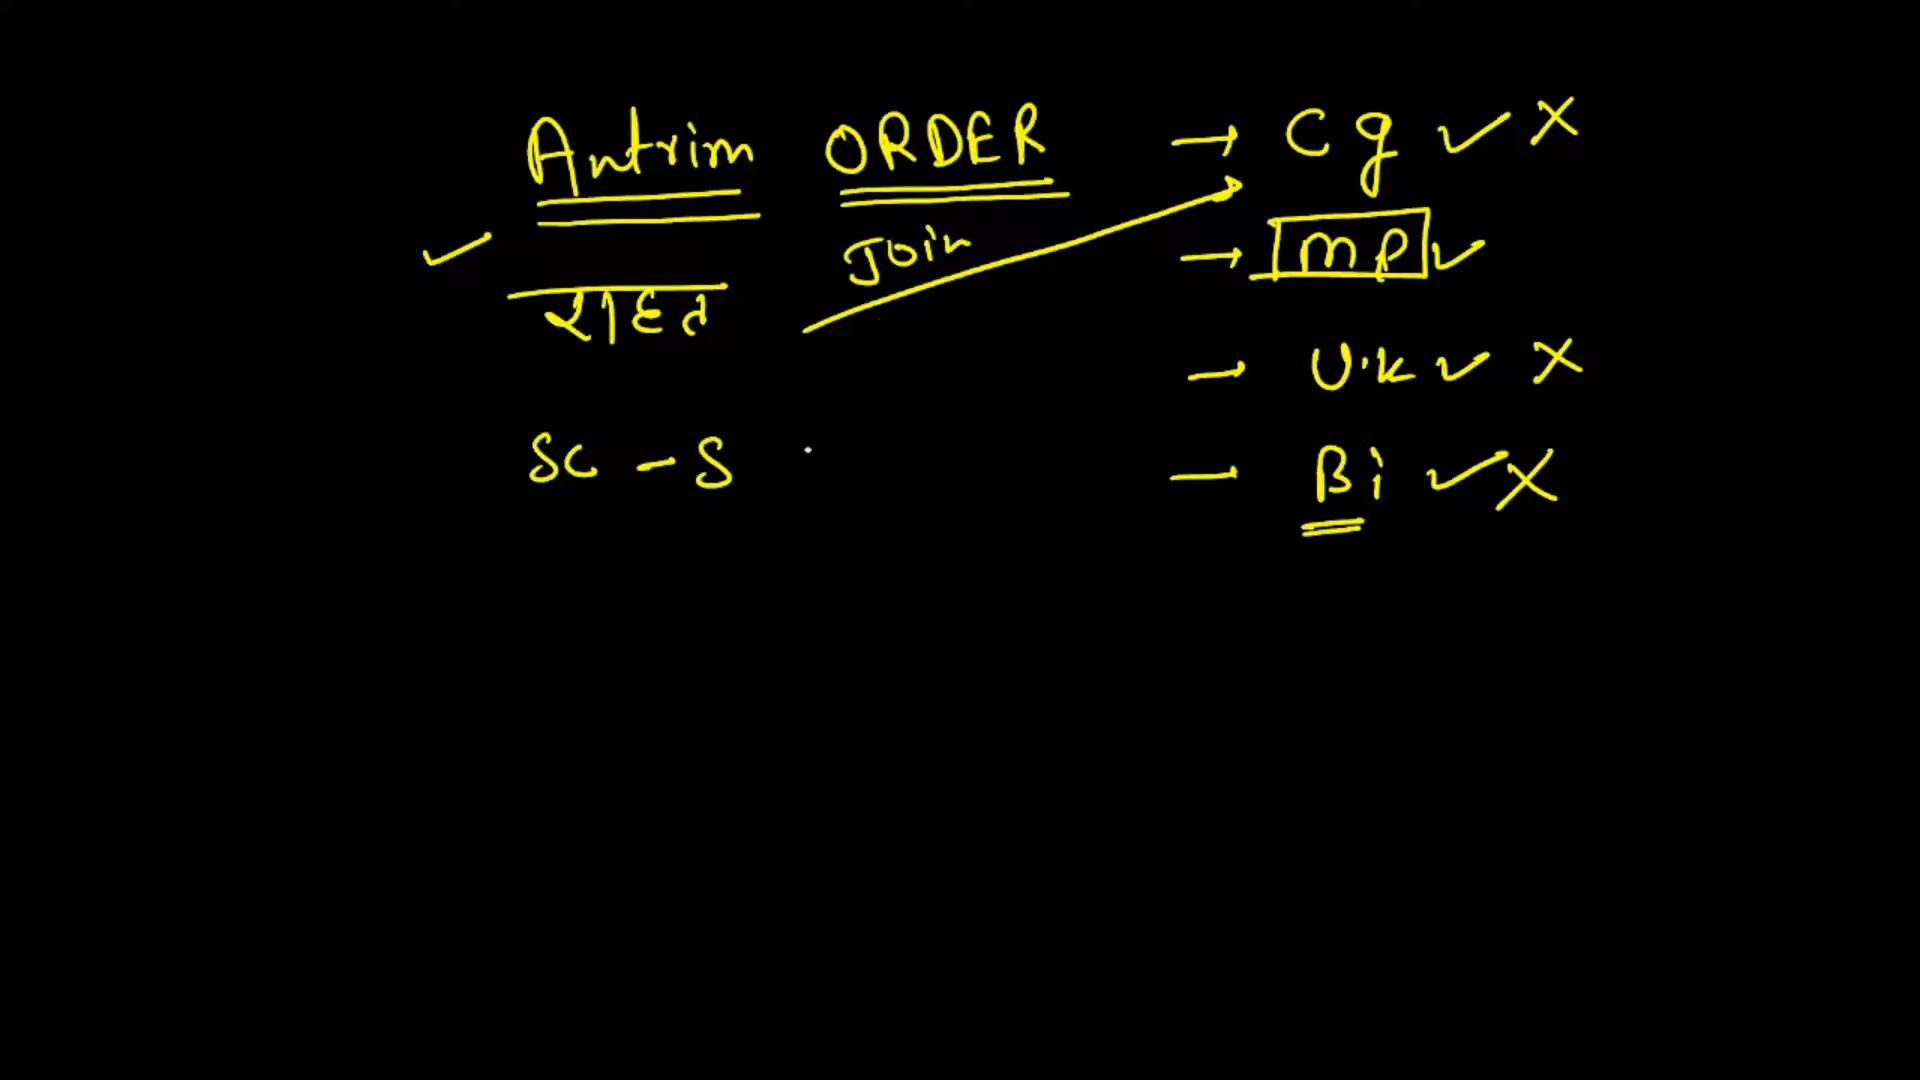 Antrim ORDER → Cg ✓ X
Join
→ MP ✓
✓ राहत
→ U.K ✓ X
SC - S
— Bi ✓ X